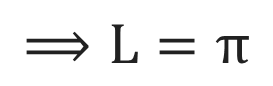 ⟹ L = π